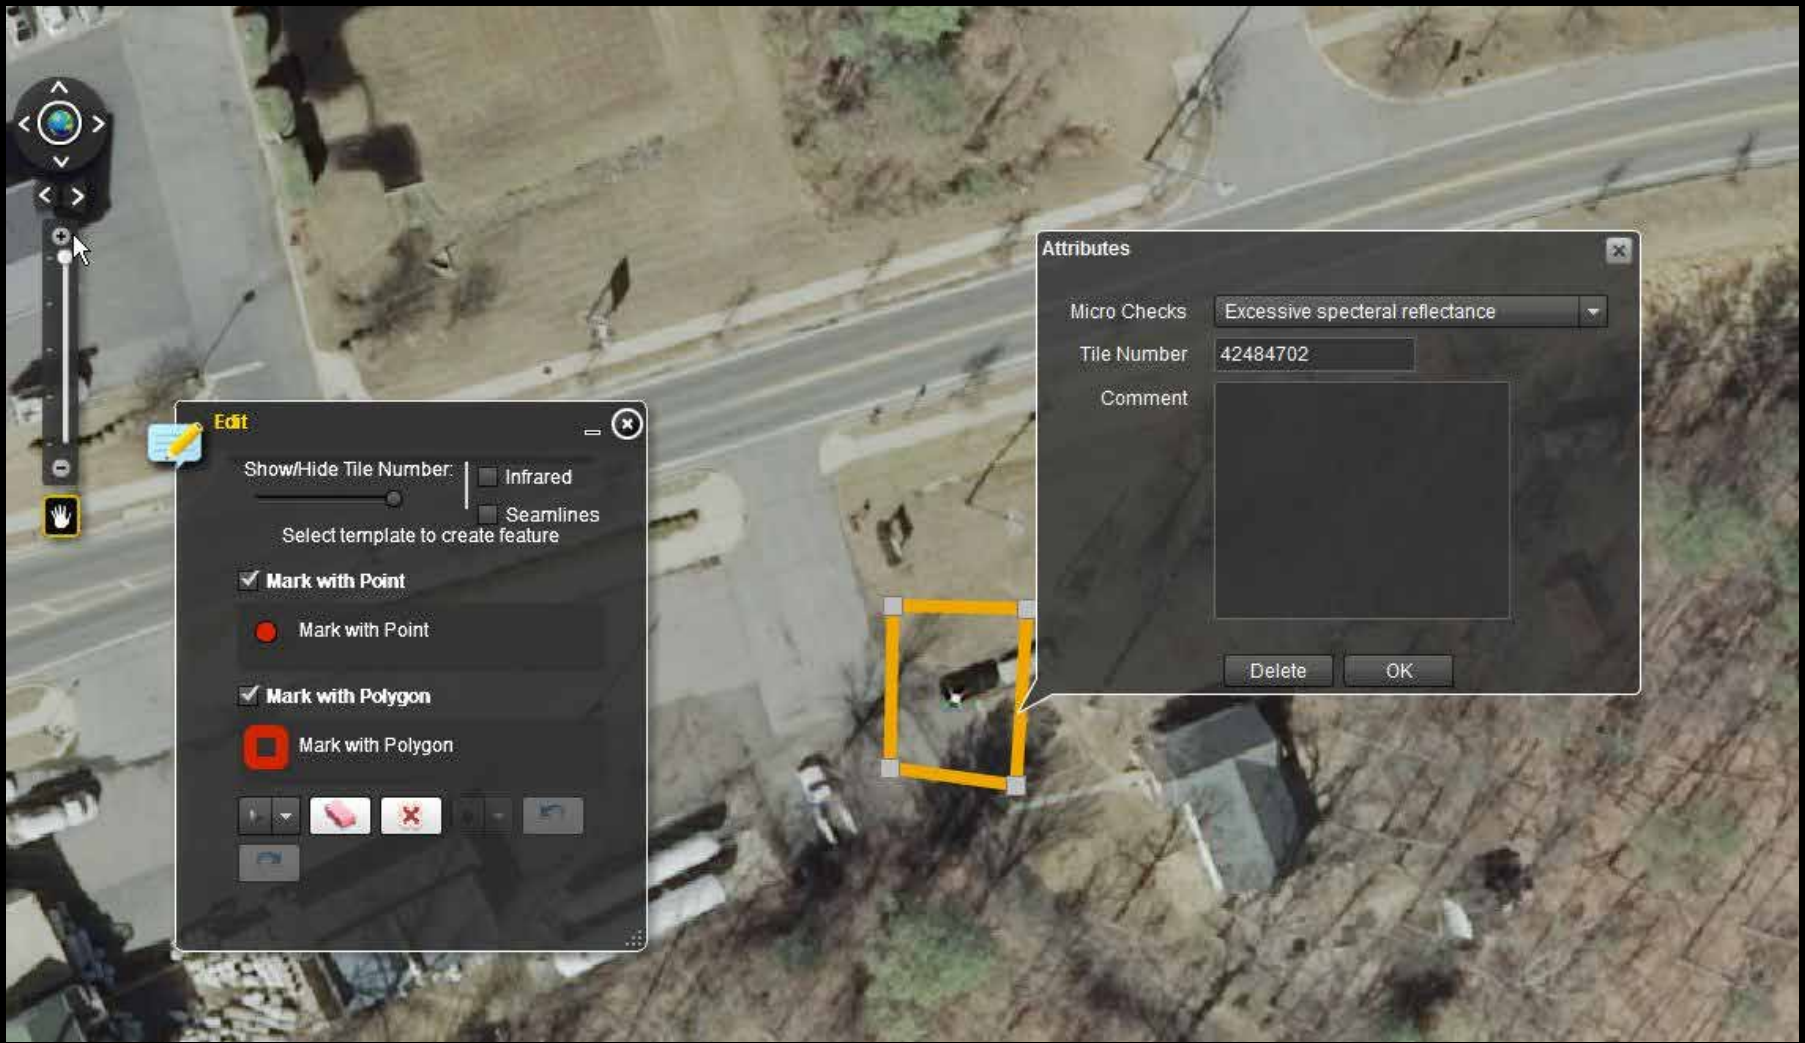 Attributes
Micro Checks Excessive specteral reflectance
Tile Number 42484702
Comment
Delete OK
Edit
Show/Hide Tile Number:
Infrared
Seamlines
Select template to create feature
Mark with Point
Mark with Point
Mark with Polygon
Mark with Polygon